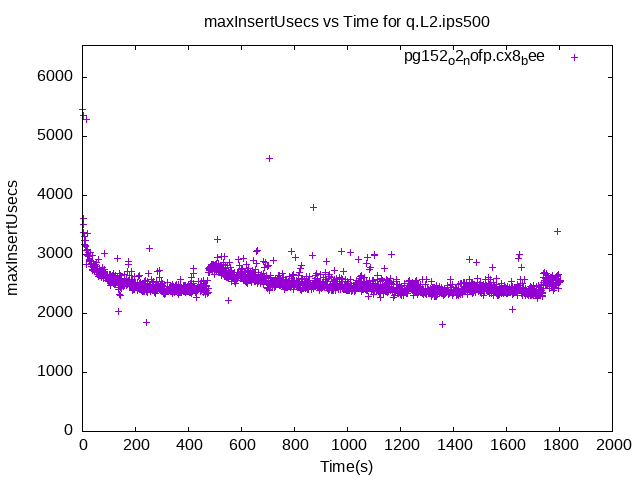 maxInsertUsecs vs Time for q.L2.ips500
pg152_o2_nofp.cx8_bee
maxInsertUsecs
6000
5000
4000
3000
2000
1000
0
0 200 400 600 800 1000 1200 1400 1600 1800 2000
Time(s)